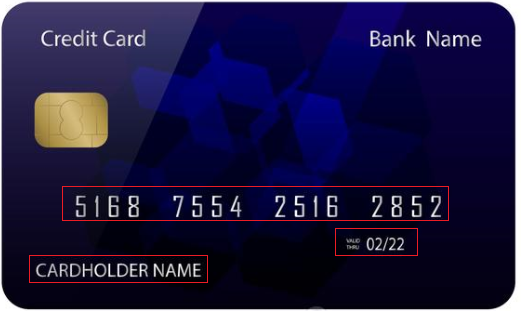 Credit Card
Bank Name
5168 7554 2516 2852
VALID
THRU 02/22
CARDHOLDER NAME